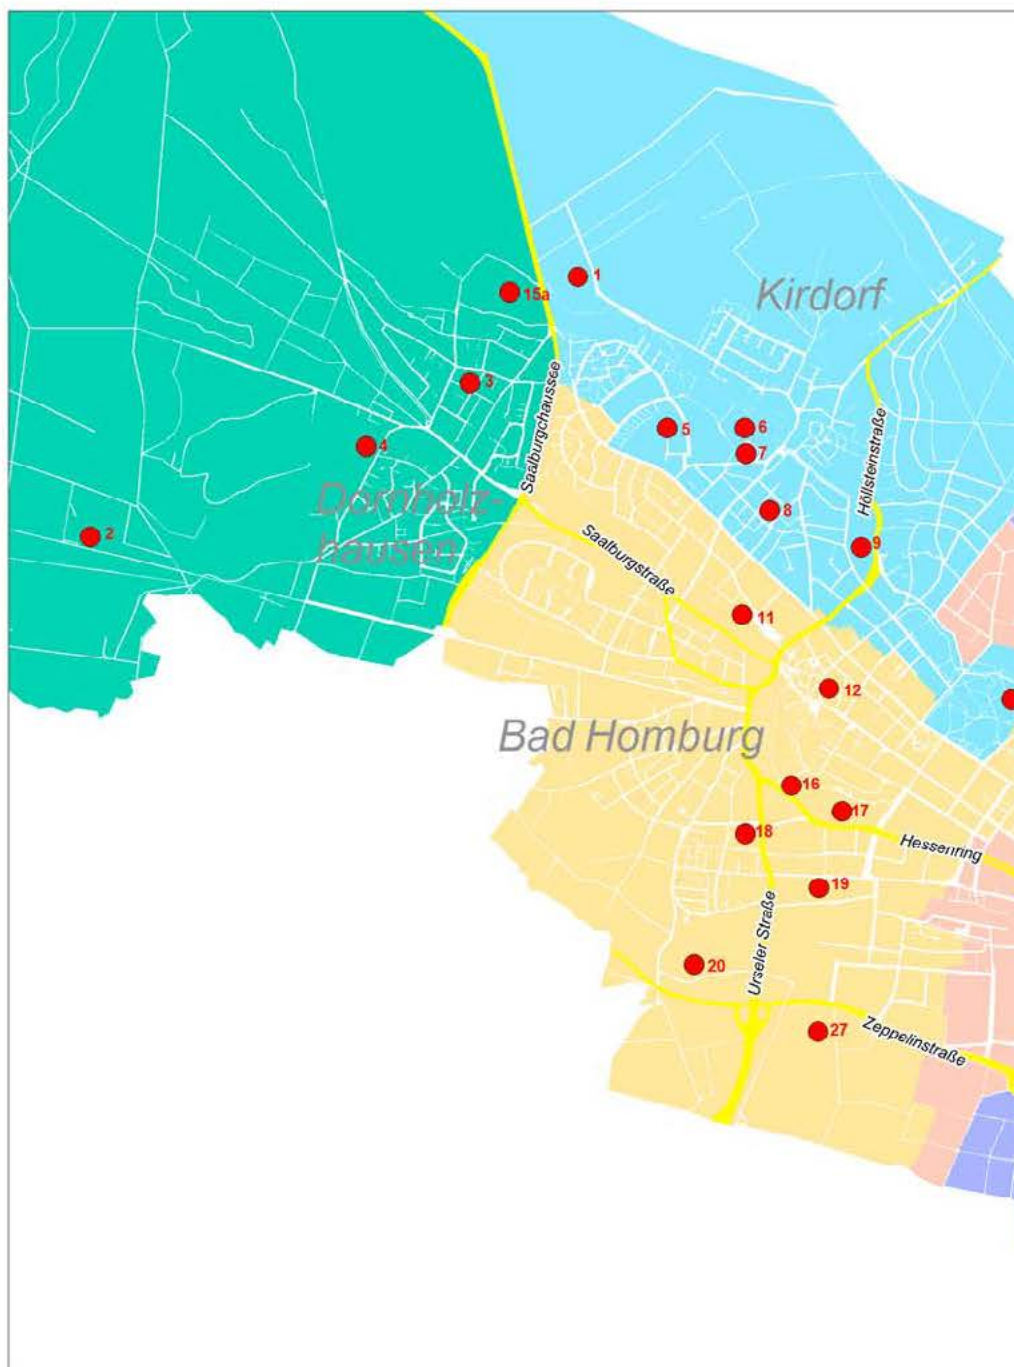 1
15a
Kirdorf
3
Saalburgchaussee
5
6
4
7
Höllsteinstraße
Dornholz-
hausen
8
2
9
Saalburgstraße
11
12
Bad Homburg
16
17
18
Hessenring
19
Urseler Straße
20
27
Zeppelinstraße